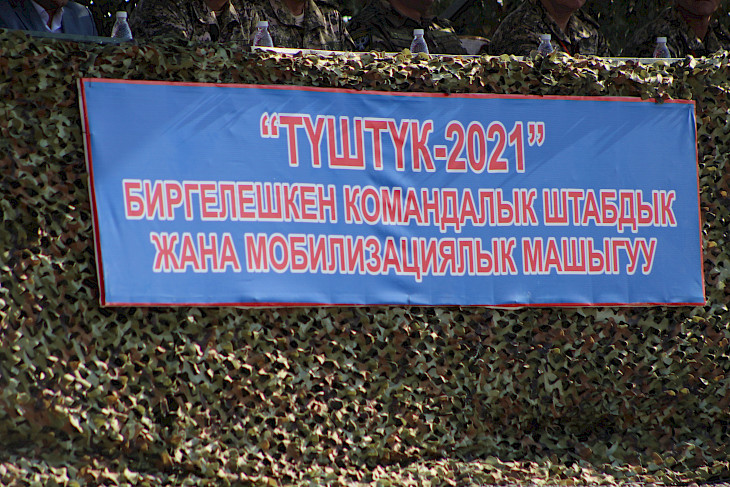 “ТҮШТҮК-2021”
БИРГЕЛЕШКЕН КОМАНДАЛЫК ШТАБДЫК
ЖАНА МОБИЛИЗАЦИЯЛЫК МАШЫГУУ